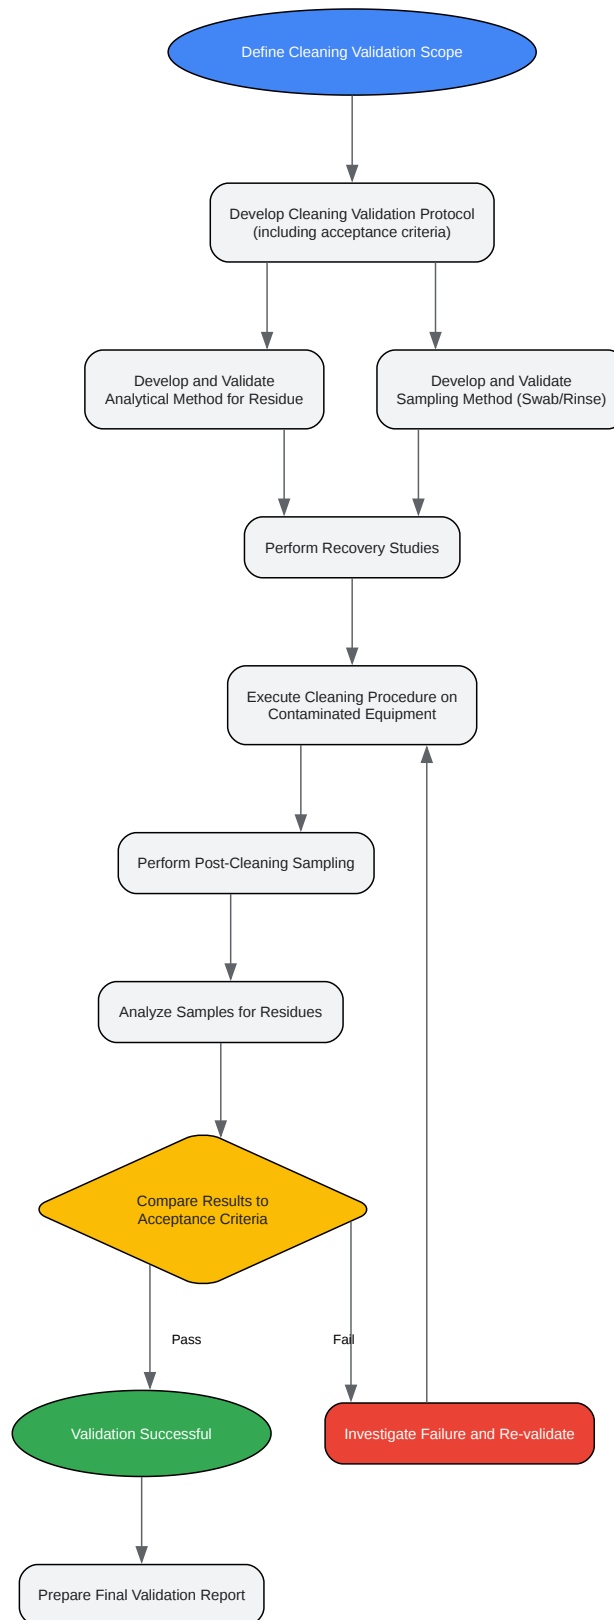 Define Cleaning Validation Scope
Develop Cleaning Validation Protocol
(including acceptance criteria)
Develop and Validate
Analytical Method for Residue
Develop and Validate
Sampling Method (Swab/Rinse)
Perform Recovery Studies
Execute Cleaning Procedure on
Contaminated Equipment
Perform Post-Cleaning Sampling
Analyze Samples for Residues
Compare Results to
Acceptance Criteria
Pass
Fail
Validation Successful
Investigate Failure and Re-validate
Prepare Final Validation Report